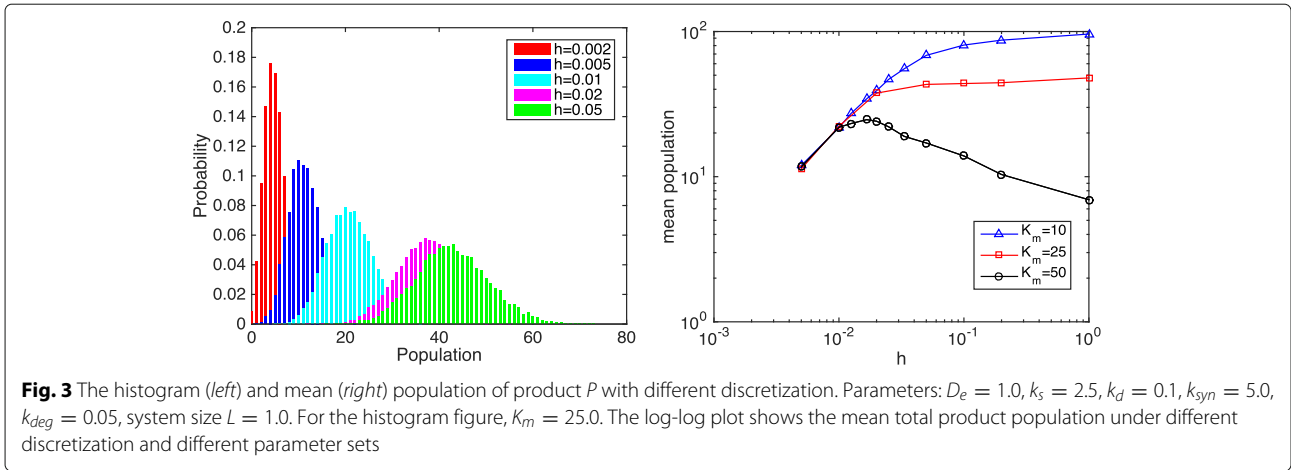 0.2
0.18
0.16
0.14
0.12
0.1
0.08
0.06
0.04
0.02
0
Probability
0 20 40 60 80
Population
h=0.002
h=0.005
h=0.01
h=0.02
h=0.05
10^2
10^1
10^0
mean population
10^-3 10^-2 10^-1 10^0
h
K_m=10
K_m=25
K_m=50
Fig. 3 The histogram (left) and mean (right) population of product P with different discretization. Parameters: D_e = 1.0, k_s = 2.5, k_d = 0.1, k_syn = 5.0,
k_deg = 0.05, system size L = 1.0. For the histogram figure, K_m = 25.0. The log-log plot shows the mean total product population under different
discretization and different parameter sets